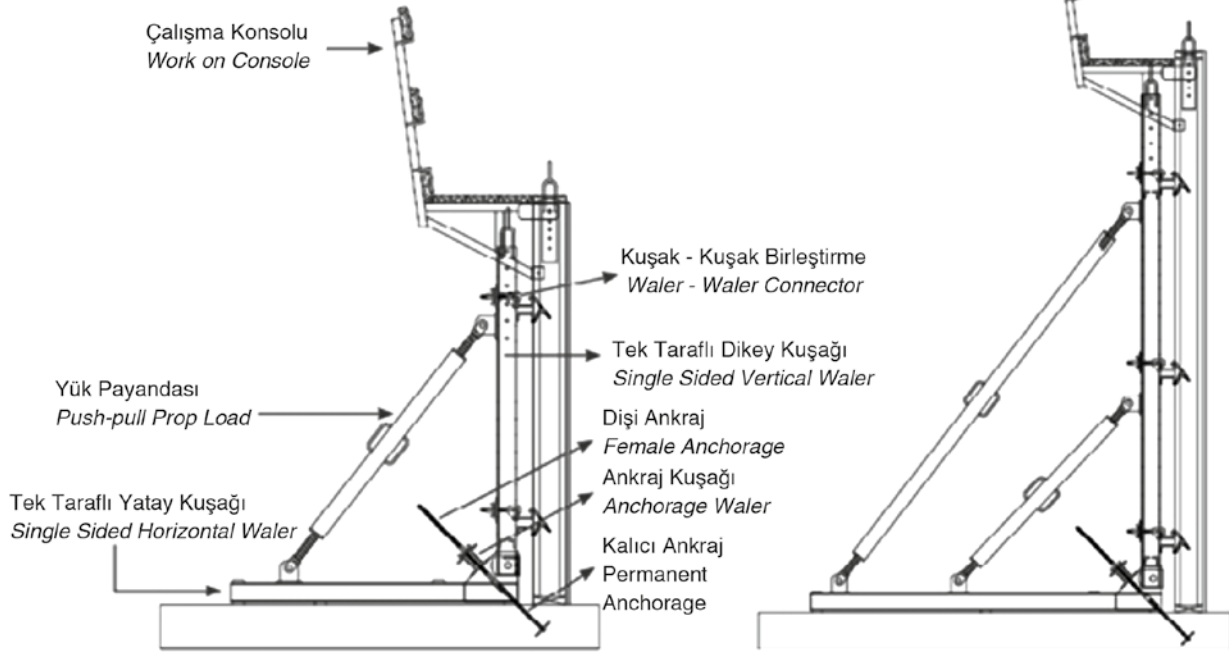 Çalışma Konsolu
Work on Console
Kuşak - Kuşak Birleştirme
Waler - Waler Connector
Tek Taraflı Dikey Kuşağı
Single Sided Vertical Waler
Yük Payandası
Push-pull Prop Load
Dişi Ankraj
Female Anchorage
Ankraj Kuşağı
Anchorage Waler
Tek Taraflı Yatay Kuşağı
Single Sided Horizontal Waler
Kalıcı Ankraj
Permanent
Anchorage